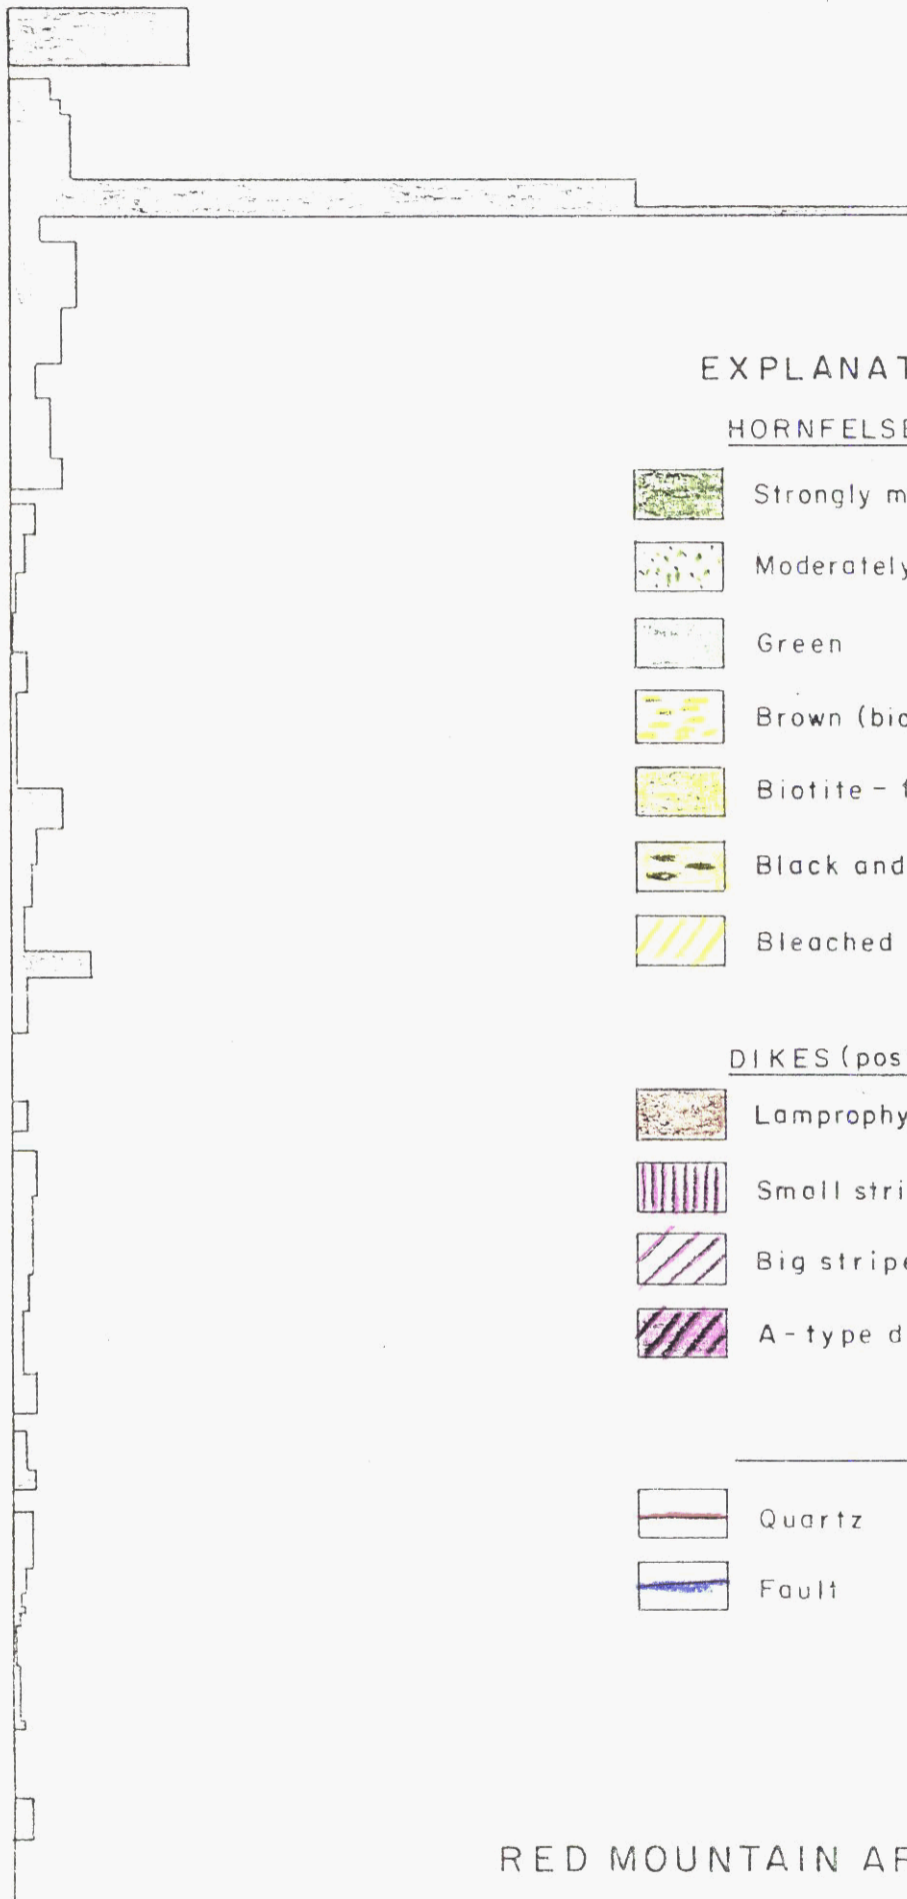 EXPLANAT
HORNFELSE
Strongly m
Moderately
Green
Brown (bio
Biotite - t
Black and
Bleached
DIKES (pos
Lamprophy
Small stri
Big stripe
A - type d
Quartz
Fault
RED MOUNTAIN AR